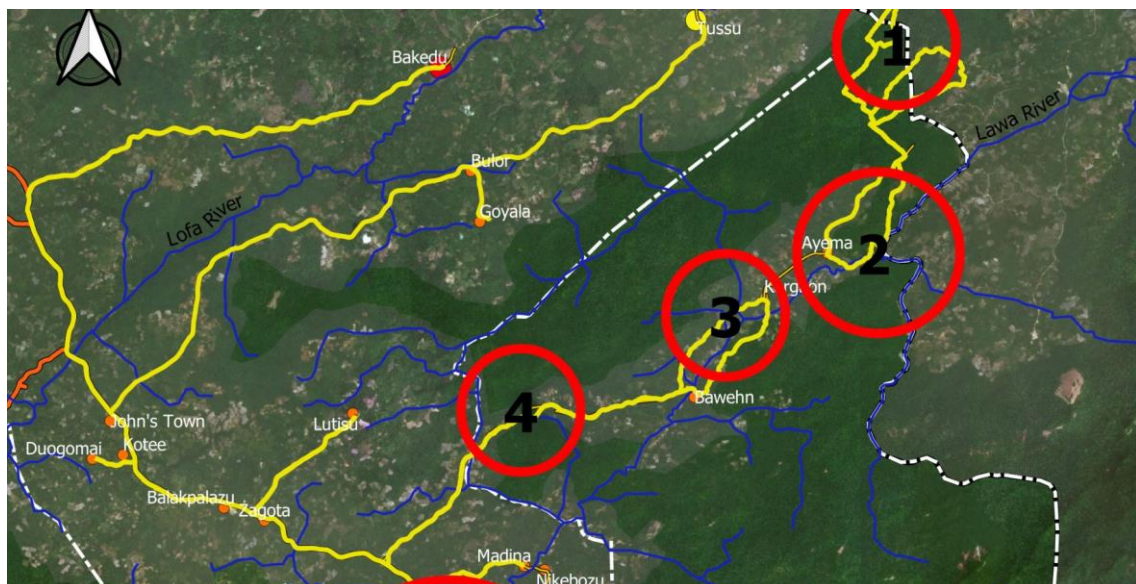 Tussu
1
Bakedu
Lawa River
Bulor
Goyala
Lofa River
Ayema
2
Kargbon
3
Bawehn
4
John's Town
Lutisu
Duogomai
Kotee
Balakpalazu
Zagota
Madina
Nikebozu